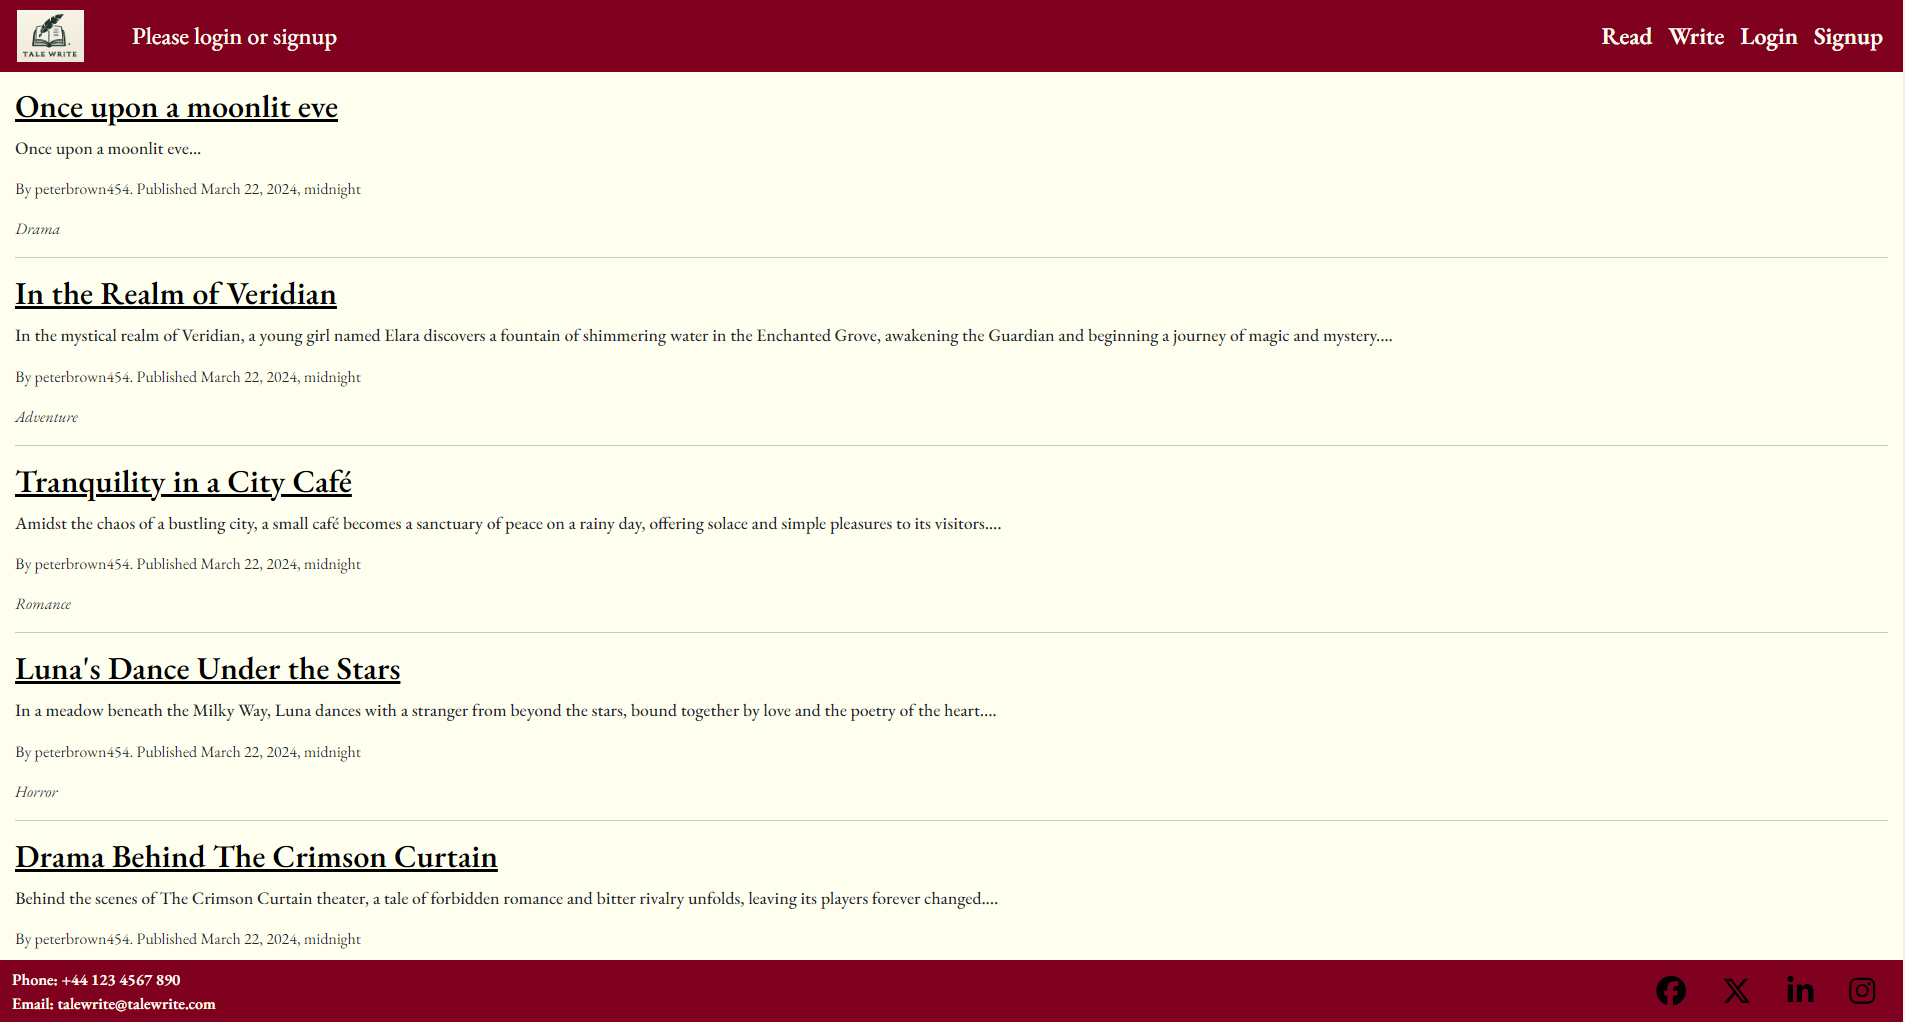 TALE WRITE
Please login or signup
Read Write Login Signup
Once upon a moonlit eve
Once upon a moonlit eve...
By peterbrown454. Published March 22, 2024, midnight
Drama
In the Realm of Veridian
In the mystical realm of Veridian, a young girl named Elara discovers a fountain of shimmering water in the Enchanted Grove, awakening the Guardian and beginning a journey of magic and mystery....
By peterbrown454. Published March 22, 2024, midnight
Adventure
Tranquility in a City Café
Amidst the chaos of a bustling city, a small café becomes a sanctuary of peace on a rainy day, offering solace and simple pleasures to its visitors....
By peterbrown454. Published March 22, 2024, midnight
Romance
Luna's Dance Under the Stars
In a meadow beneath the Milky Way, Luna dances with a stranger from beyond the stars, bound together by love and the poetry of the heart....
By peterbrown454. Published March 22, 2024, midnight
Horror
Drama Behind The Crimson Curtain
Behind the scenes of The Crimson Curtain theater, a tale of forbidden romance and bitter rivalry unfolds, leaving its players forever changed....
By peterbrown454. Published March 22, 2024, midnight
Phone: +44 123 4567 890
Email: talewrite@talewrite.com